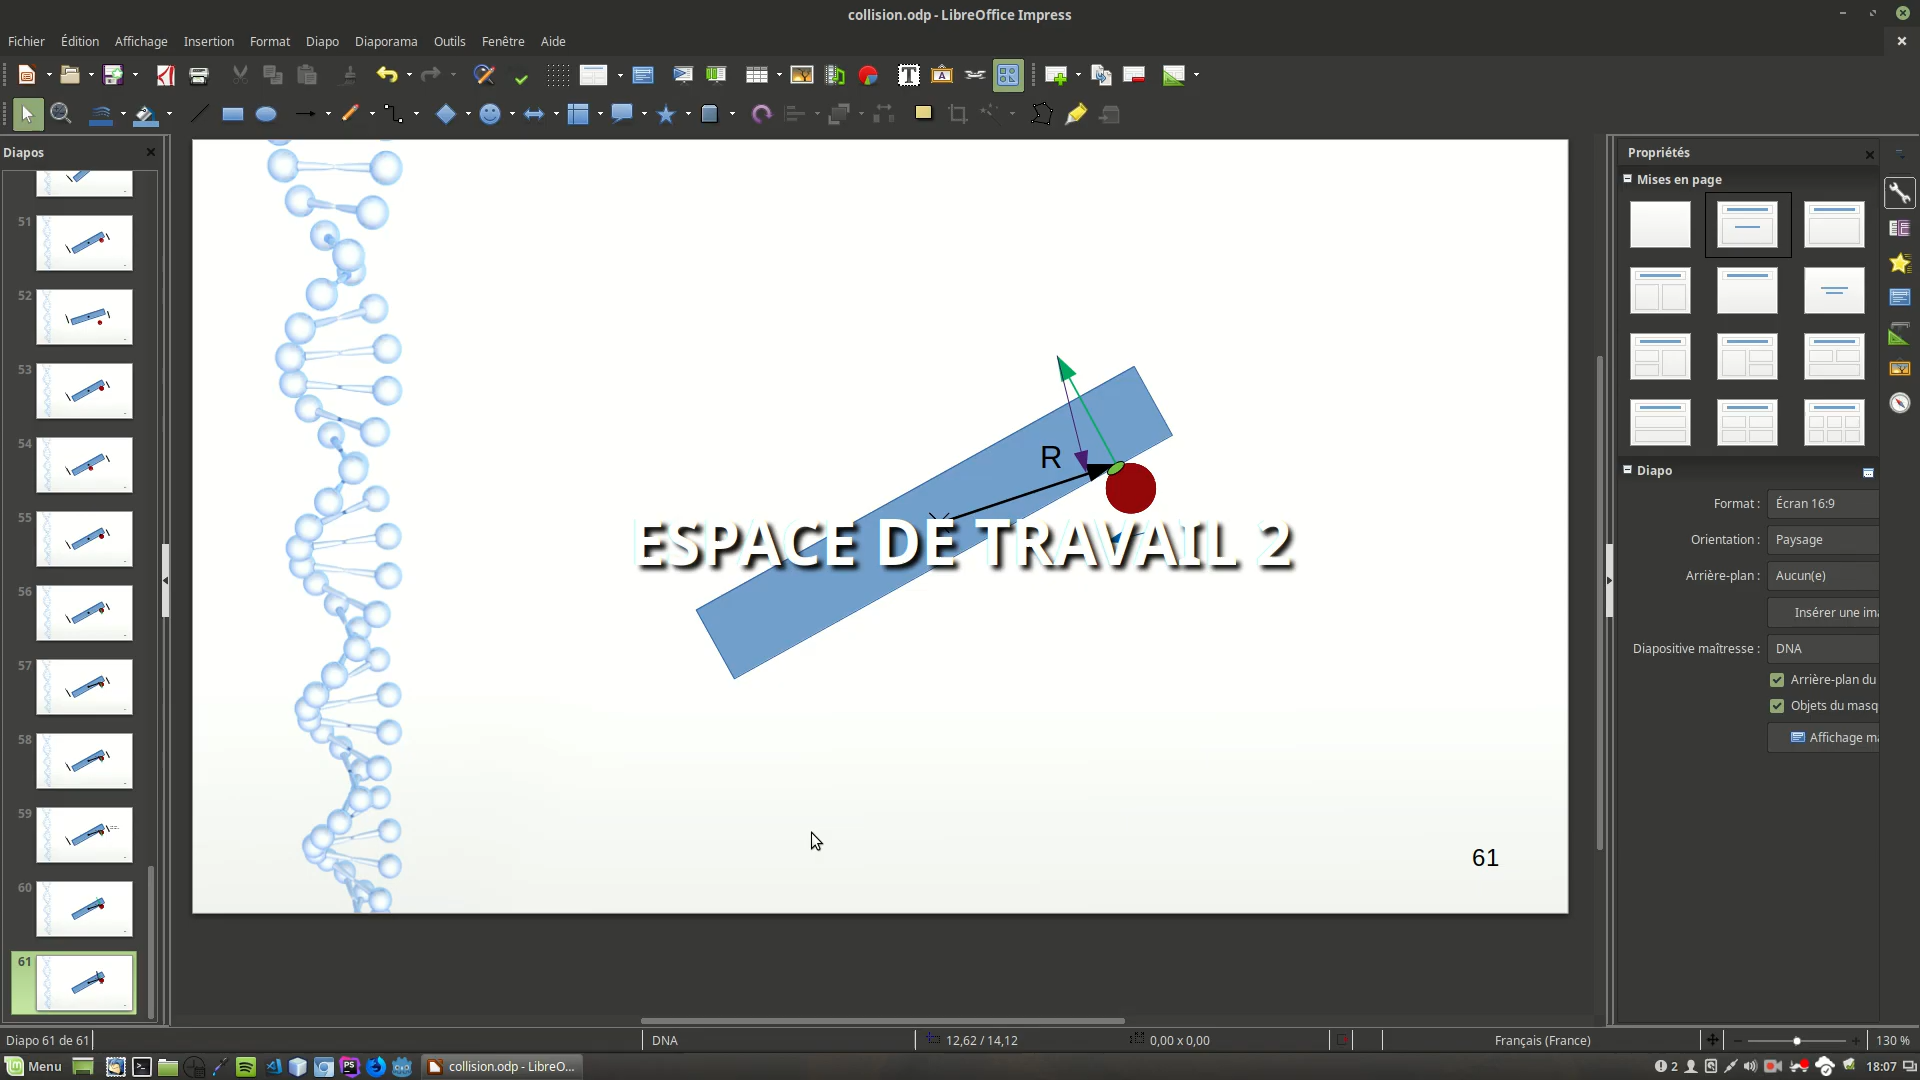 collision.odp - LibreOffice Impress
Fichier Édition Affichage Insertion Format Diapo Diaporama Outils Fenêtre Aide
Diapos
51
52
53
54
55
56
57
58
59
60
61
R
ESPACE DE TRAVAIL 2
61
Propriétés
Mises en page
Diapo
Format : Écran 16:9
Orientation : Paysage
Arrière-plan : Aucun(e)
Insérer une ima
Diapositive maîtresse : DNA
Arrière-plan du
Objets du masq
Affichage ma
Diapo 61 de 61 DNA 12,62 / 14,12 0,00 x 0,00 Français (France) 130 %
Menu collision.odp - LibreO... 2 18:07